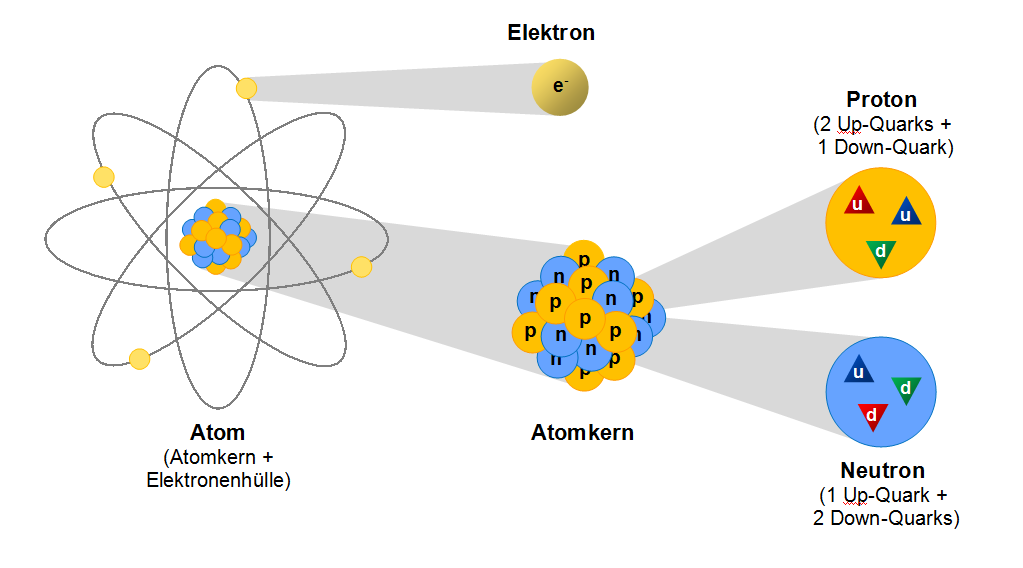 Elektron
e-
Proton
(2 Up-Quarks +
1 Down-Quark)
u
u
d
p
n
n
p
n
p
n
p
n
p
p
n
p
n
n
n
p
p
u
d
d
Atom
(Atomkern +
Elektronenhülle)
Atomkern
Neutron
(1 Up-Quark +
2 Down-Quarks)